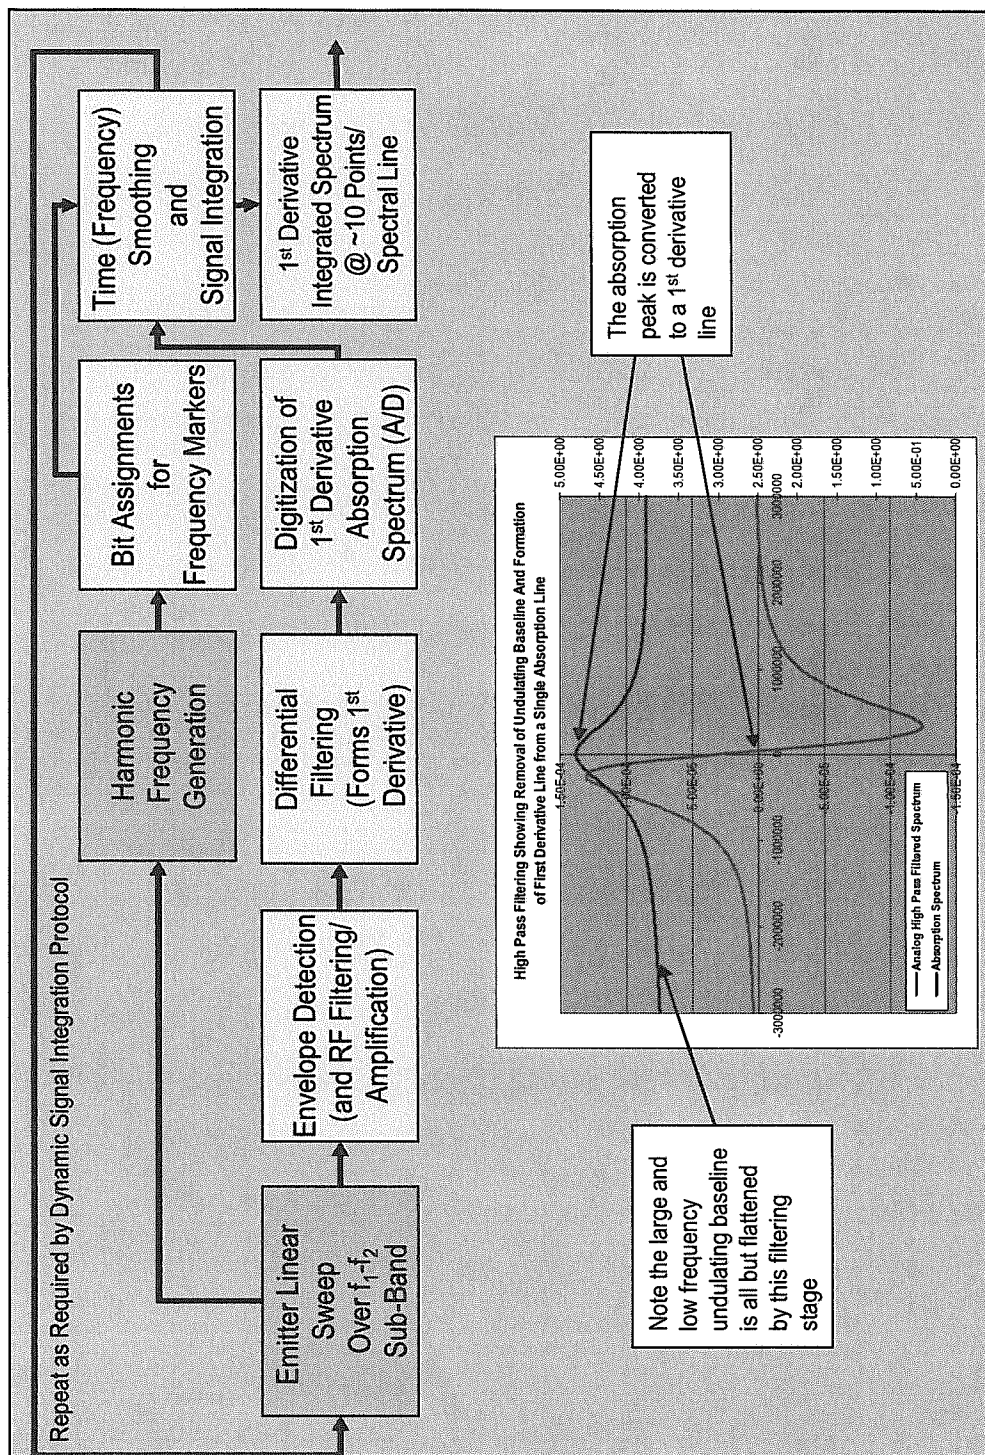 Repeat as Required by Dynamic Signal Integration Protocol
Emitter Linear
Sweep
Over f₁-f₂
Sub-Band
Harmonic
Frequency
Generation
Bit Assignments
for
Frequency Markers
Envelope Detection
(and RF Filtering/
Amplification)
Differential
Filtering
(Forms 1st
Derivative)
Digitization of
1st Derivative
Absorption
Spectrum (A/D)
Time (Frequency)
Smoothing
and
Signal Integration
1st Derivative
Integrated Spectrum
@ ~10 Points/
Spectral Line
High Pass Filtering Showing Removal of Undulating Baseline And Formation
of First Derivative Line from a Single Absorption Line
1.50E-04
1.00E-04
5.00E-05
0.00E+00
-5.00E-05
-1.00E-04
-1.50E-04
-3000000
-2000000
-1000000
0
1000000
2000000
3000000
5.00E+00
4.50E+00
4.00E+00
3.50E+00
3.00E+00
2.50E+00
2.00E+00
1.50E+00
1.00E+00
5.00E-01
0.00E+00
Analog High Pass Filtered Spectrum
Absorption Spectrum
Note the large and
low frequency
undulating baseline
is all but flattened
by this filtering
stage
The absorption
peak is converted
to a 1st derivative
line